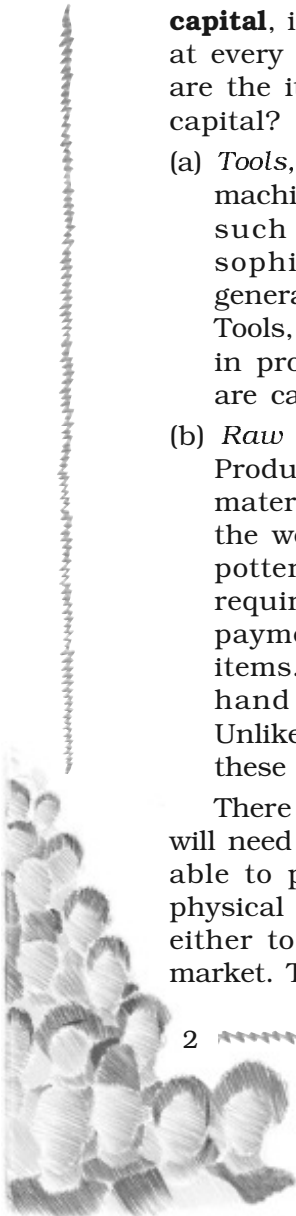 capital, i
at every
are the it
capital?
(a) Tools,
machi
such
sophi
genera
Tools,
in pro
are ca
(b) Raw
Produ
mater
the we
potter
requir
payme
items.
hand
Unlike
these
There
will need
able to p
physical
either to
market. T
2